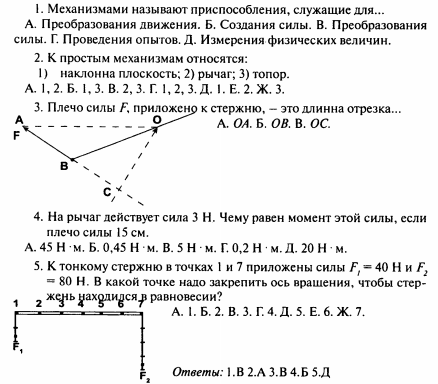 1. Механизмами называют приспособления, служащие для...
А. Преобразования движения. Б. Создания силы. В. Преобразования
силы. Г. Проведения опытов. Д. Измерения физических величин.
2. К простым механизмам относятся:
1) наклонна плоскость; 2) рычаг; 3) топор.
А. 1, 2. Б. 1, 3. В. 2, 3. Г. 1, 2, 3. Д. 1. Е. 2. Ж. 3.
3. Плечо силы F, приложено к стержню, – это длинна отрезка...
А. ОА. Б. ОВ. В. ОС.
A
F
O
B
C
4. На рычаг действует сила 3 Н. Чему равен момент этой силы, если
плечо силы 15 см.
А. 45 Н · м. Б. 0,45 Н · м. В. 5 Н · м. Г. 0,2 Н · м. Д. 20 Н · м.
5. К тонкому стержню в точках 1 и 7 приложены силы F1 = 40 Н и F2
= 80 Н. В какой точке надо закрепить ось вращения, чтобы стер-
жень находился в равновесии?
1 2 3 4 5 6 7
А. 1. Б. 2. В. 3. Г. 4. Д. 5. Е. 6. Ж. 7.
F1
F2
Ответы: 1.В 2.А 3.В 4.Б 5.Д